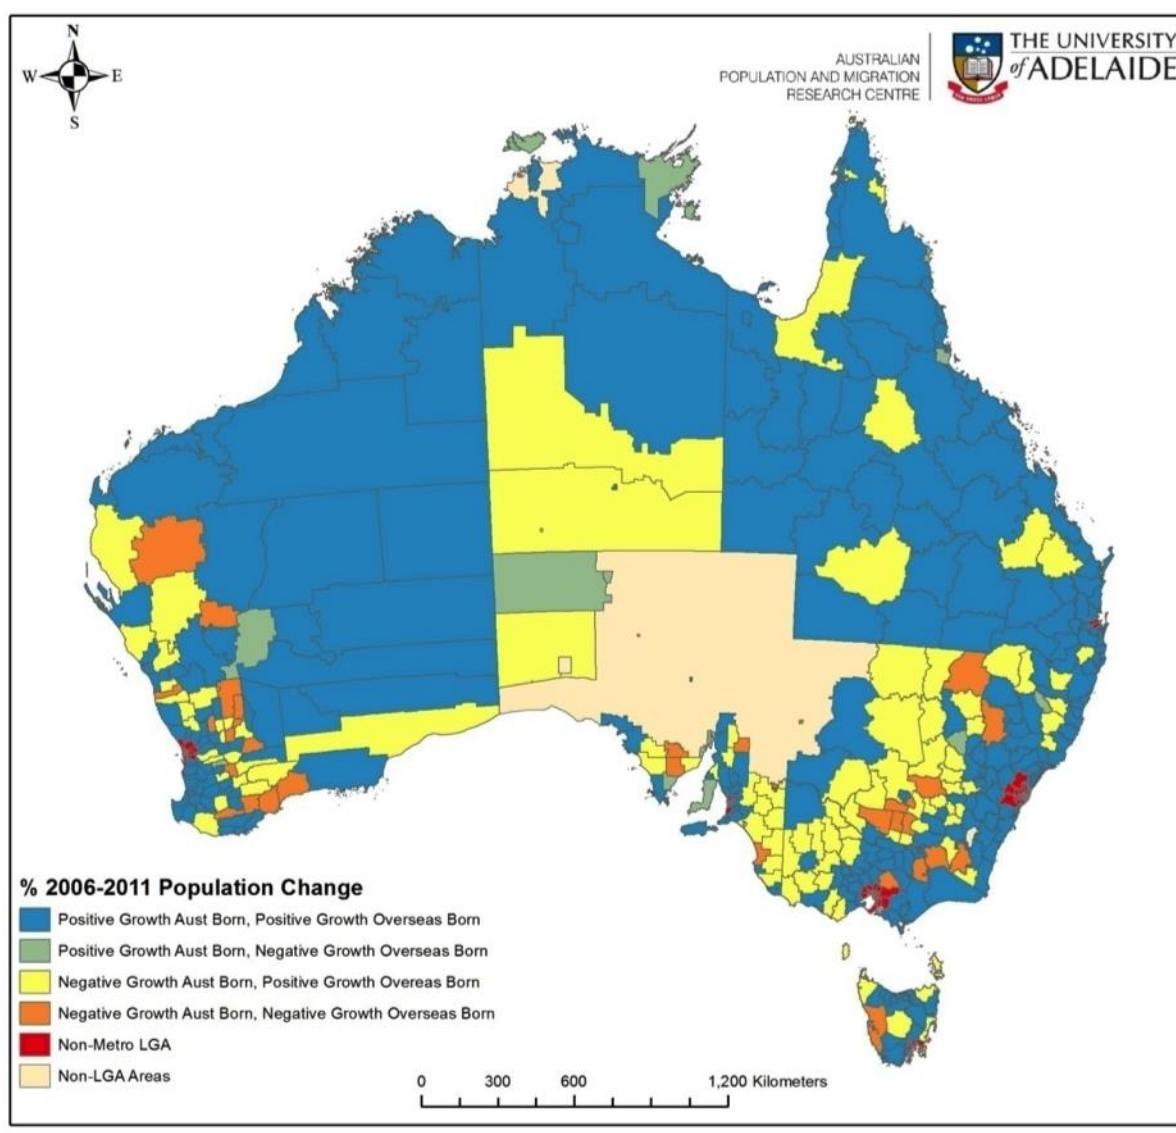 N
W E
S
AUSTRALIAN
POPULATION AND MIGRATION
RESEARCH CENTRE
THE UNIVERSITY
of ADELAIDE
% 2006-2011 Population Change
Positive Growth Aust Born, Positive Growth Overseas Born
Positive Growth Aust Born, Negative Growth Overseas Born
Negative Growth Aust Born, Positive Growth Overeas Born
Negative Growth Aust Born, Negative Growth Overseas Born
Non-Metro LGA
Non-LGA Areas
0 300 600 1,200 Kilometers